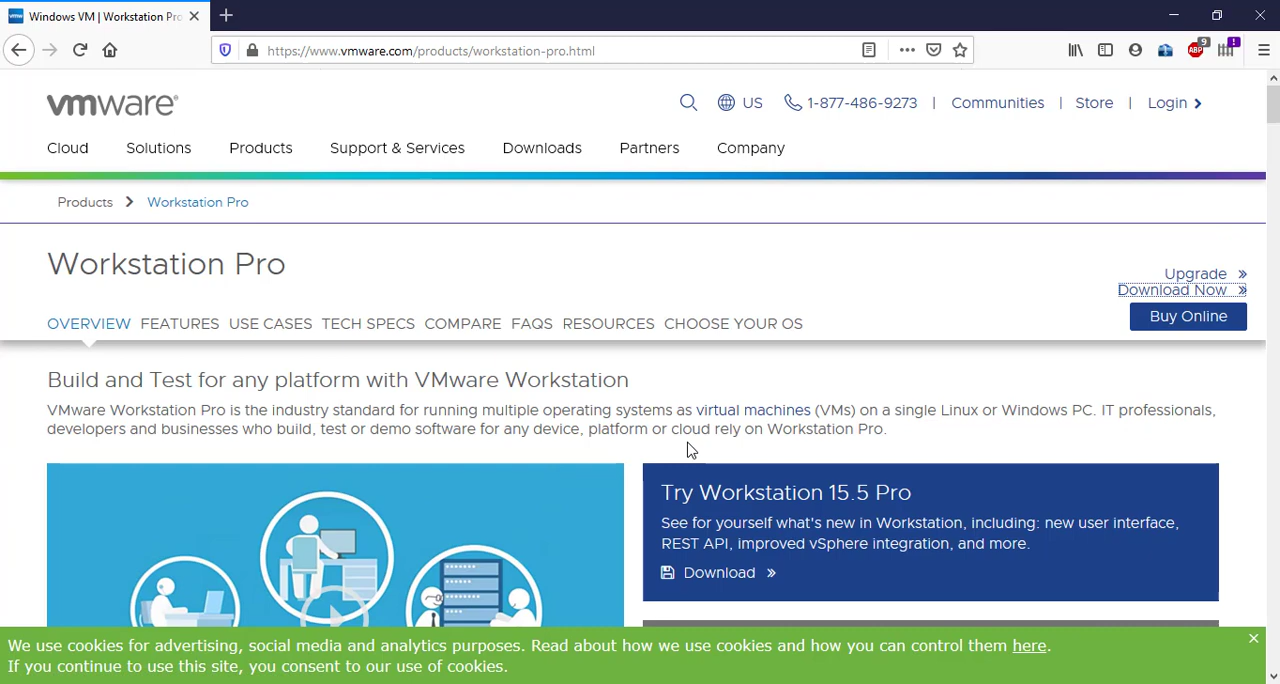 Windows VM | Workstation Pro
https://www.vmware.com/products/workstation-pro.html
ABP
9
!
vmware®
US
1-877-486-9273 | Communities | Store | Login
Cloud Solutions Products Support & Services Downloads Partners Company
Products Workstation Pro
Workstation Pro
Upgrade »
Download Now »
Buy Online
OVERVIEW FEATURES USE CASES TECH SPECS COMPARE FAQS RESOURCES CHOOSE YOUR OS
Build and Test for any platform with VMware Workstation
VMware Workstation Pro is the industry standard for running multiple operating systems as virtual machines (VMs) on a single Linux or Windows PC. IT professionals,
developers and businesses who build, test or demo software for any device, platform or cloud rely on Workstation Pro.
Try Workstation 15.5 Pro
See for yourself what's new in Workstation, including: new user interface,
REST API, improved vSphere integration, and more.
Download »
We use cookies for advertising, social media and analytics purposes. Read about how we use cookies and how you can control them here.
If you continue to use this site, you consent to our use of cookies.